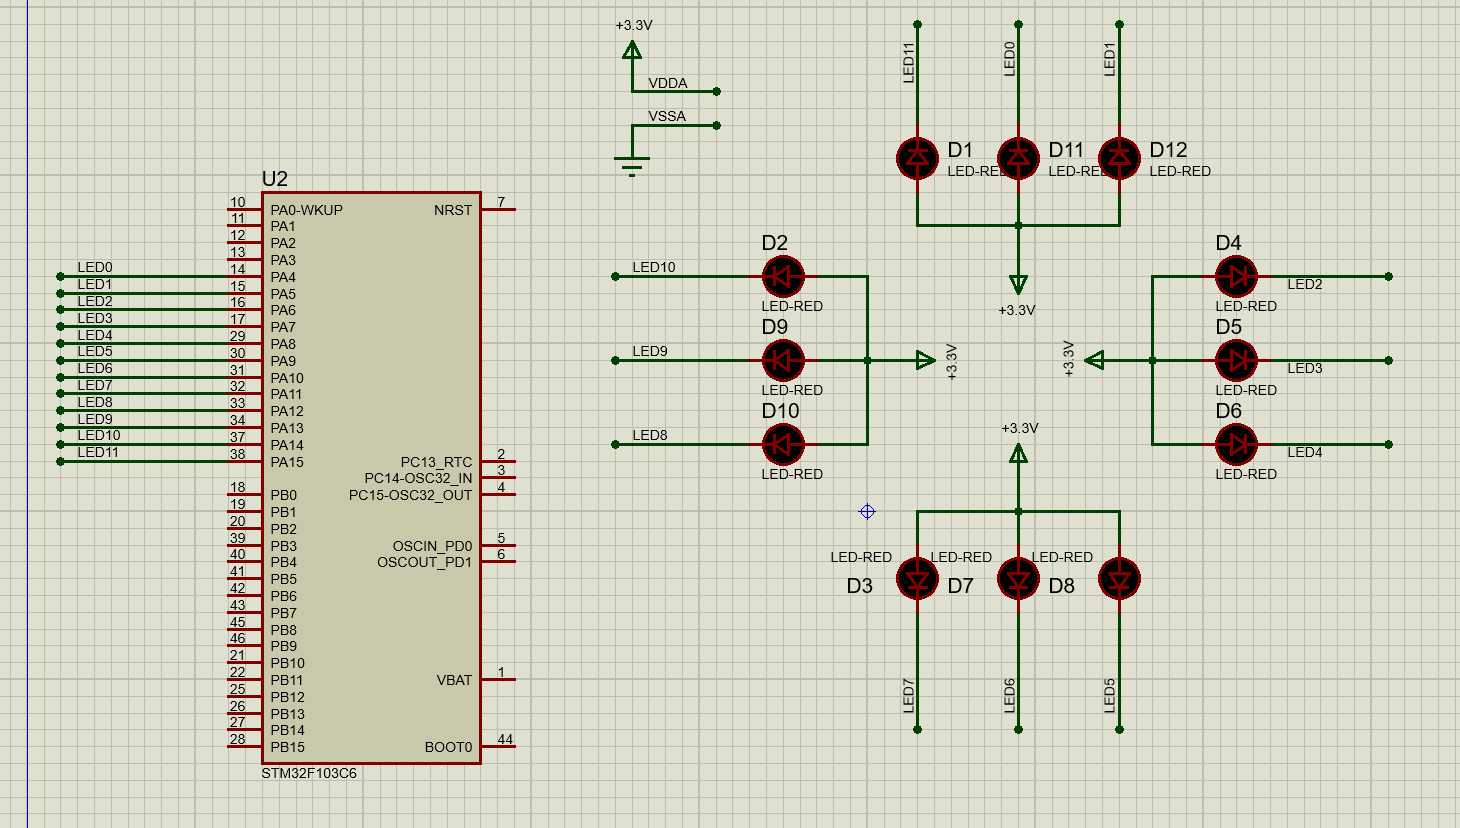 +3.3V
VDDA
VSSA
LED11
LED0
LED1
D1
LED-RE
D11
LED-RED
D12
LED-RED
U2
10 PA0-WKUP
11 PA1
12 PA2
13 PA3
LED0 14 PA4
LED1 15 PA5
LED2 16 PA6
LED3 17 PA7
LED4 29 PA8
LED5 30 PA9
LED6 31 PA10
LED7 32 PA11
LED8 33 PA12
LED9 34 PA13
LED10 37 PA14
LED11 38 PA15
18 PB0
19 PB1
20 PB2
39 PB3
40 PB4
41 PB5
42 PB6
43 PB7
45 PB8
46 PB9
21 PB10
22 PB11
25 PB12
26 PB13
27 PB14
28 PB15
NRST 7
PC13_RTC 2
PC14-OSC32_IN 3
PC15-OSC32_OUT 4
OSCIN_PD0 5
OSCOUT_PD1 6
VBAT 1
BOOT0 44
STM32F103C6
D2
LED10
LED-RED
D9
LED9
LED-RED
D10
LED8
LED-RED
+3.3V
+3.3V
+3.3V
D4
LED2
LED-RED
D5
LED3
LED-RED
D6
LED4
LED-RED
+3.3V
LED-RED
D3
LED-RED
D7
LED-RED
D8
LED7
LED6
LED5